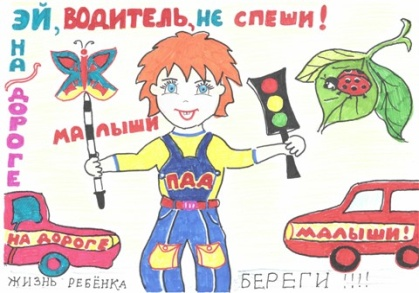 ЭЙ, ВОДИТЕЛЬ, НЕ СПЕШИ!
НА ДОРОГЕ
МАЛЫШИ
ПДД
НА ДОРОГЕ
МАЛЫШИ!
ЖИЗНЬ РЕБЁНКА
БЕРЕГИ !!!!